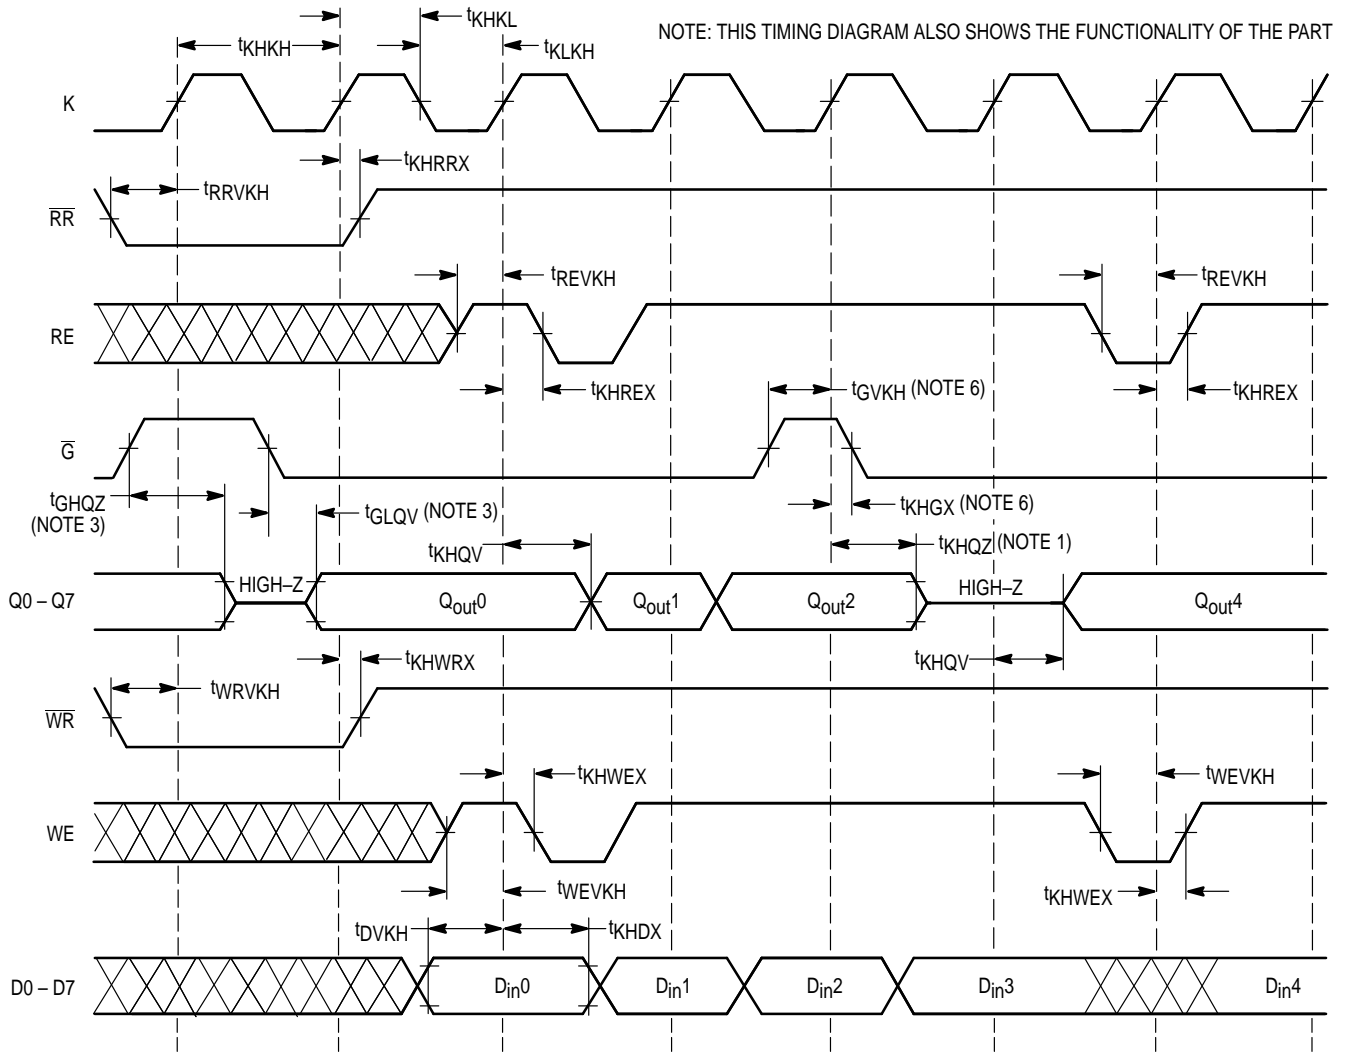 NOTE: THIS TIMING DIAGRAM ALSO SHOWS THE FUNCTIONALITY OF THE PART
tKHKL
tKHKH
tKLKH
K
tKHRRX
tRRVKH
RR
tREVKH
tREVKH
RE
tKHREX
tGVKH (NOTE 6)
tKHREX
G
tGHQZ
(NOTE 3)
tGLQV (NOTE 3)
tKHGX (NOTE 6)
tKHQV
tKHQZ (NOTE 1)
Q0 – Q7
HIGH–Z
Qout0
Qout1
Qout2
HIGH–Z
Qout4
tKHQV
tKHWRX
tWRVKH
WR
tKHWEX
tWEVKH
WE
tWEVKH
tKHWEX
tDVKH
tKHDX
D0 – D7
Din0
Din1
Din2
Din3
Din4